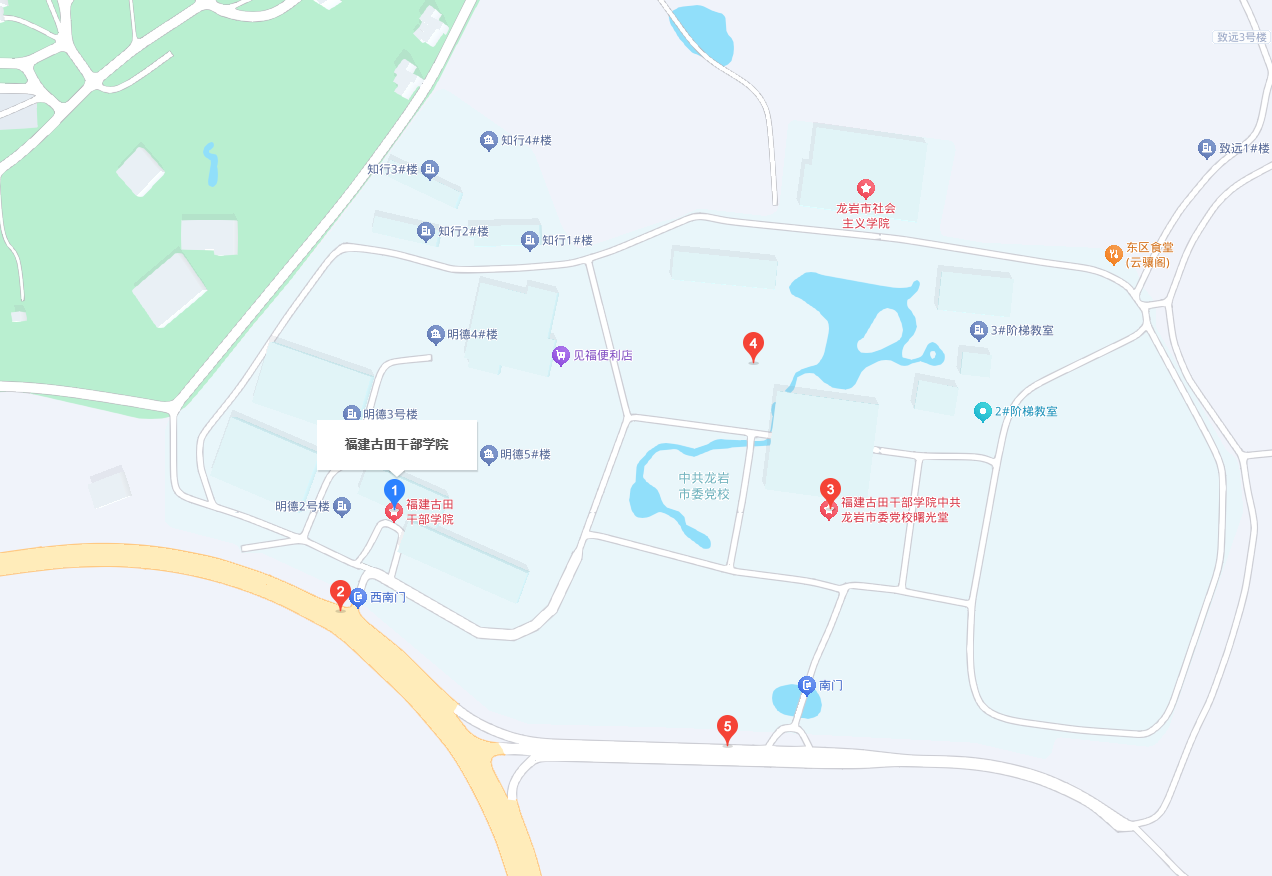 致远3号楼
知行4#楼
致远1#楼
知行3#楼
龙岩市社会
主义学院
知行2#楼
知行1#楼
东区食堂
(云骧阁)
明德4#楼
3#阶梯教室
4
见福便利店
明德3号楼
2#阶梯教室
福建古田干部学院
明德5#楼
中共龙岩
市委党校
1
3
明德2号楼
福建古田
干部学院
福建古田干部学院中共
龙岩市委党校曙光堂
2
西南门
南门
5